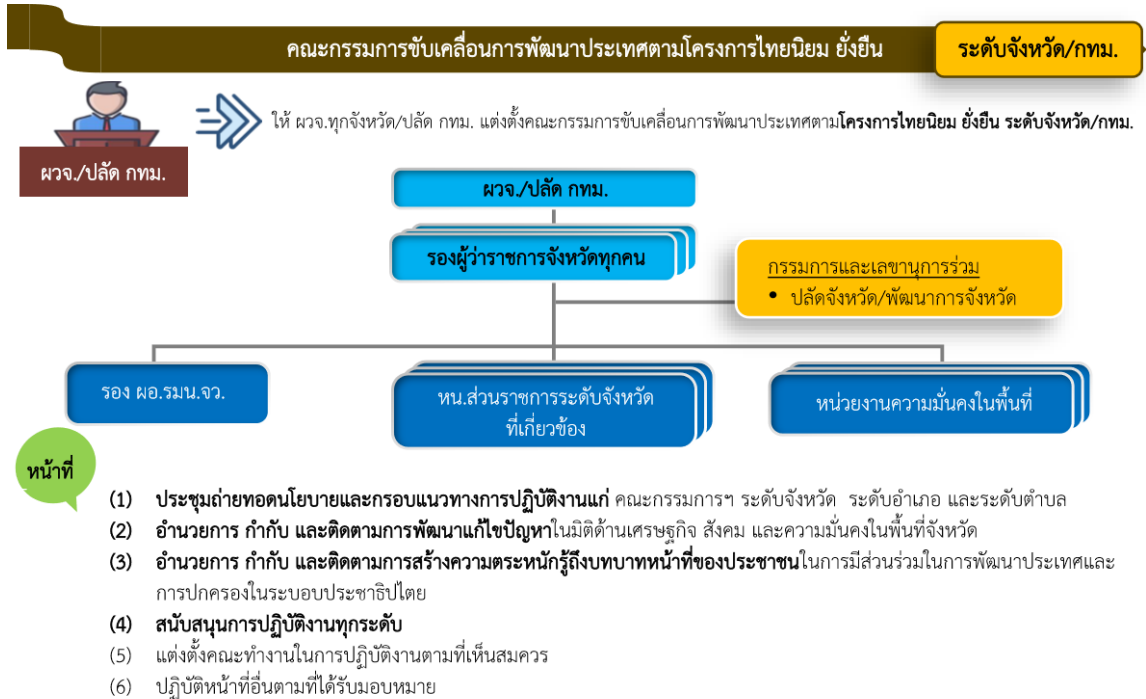 คณะกรรมการขับเคลื่อนการพัฒนาประเทศตามโครงการไทยนิยม ยั่งยืน
ระดับจังหวัด/กทม.
ให้ ผวจ.ทุกจังหวัด/ปลัด กทม. แต่งตั้งคณะกรรมการขับเคลื่อนการพัฒนาประเทศตามโครงการไทยนิยม ยั่งยืน ระดับจังหวัด/กทม.
ผวจ./ปลัด กทม.
ผวจ./ปลัด กทม.
รองผู้ว่าราชการจังหวัดทุกคน
กรรมการและเลขานุการร่วม
• ปลัดจังหวัด/พัฒนาการจังหวัด
รอง ผอ.รมน.จว.
หน.ส่วนราชการระดับจังหวัด
ที่เกี่ยวข้อง
หน่วยงานความมั่นคงในพื้นที่
หน้าที่
(1) ประชุมถ่ายทอดนโยบายและกรอบแนวทางการปฏิบัติงานแก่ คณะกรรมการฯ ระดับจังหวัด ระดับอำเภอ และระดับตำบล
(2) อำนวยการ กำกับ และติดตามการพัฒนาแก้ไขปัญหาในมิติด้านเศรษฐกิจ สังคม และความมั่นคงในพื้นที่จังหวัด
(3) อำนวยการ กำกับ และติดตามการสร้างความตระหนักรู้ถึงบทบาทหน้าที่ของประชาชนในการมีส่วนร่วมในการพัฒนาประเทศและ
การปกครองในระบอบประชาธิปไตย
(4) สนับสนุนการปฏิบัติงานทุกระดับ
(5) แต่งตั้งคณะทำงานในการปฏิบัติงานตามที่เห็นสมควร
(6) ปฏิบัติหน้าที่อื่นตามที่ได้รับมอบหมาย